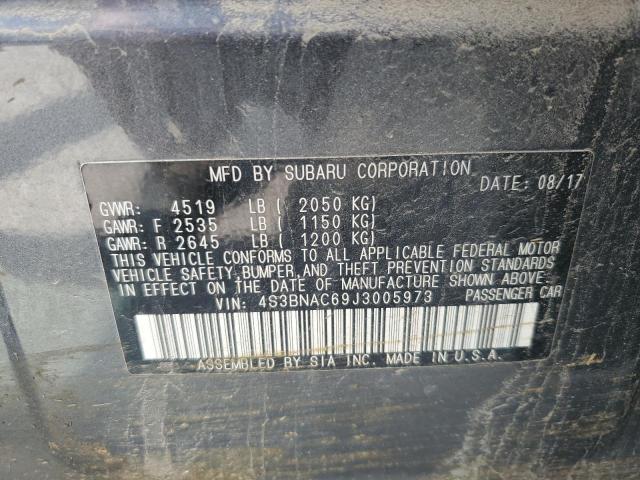 MFD BY SUBARU CORPORATION
DATE: 08/17
GVWR: 4519 LB ( 2050 KG)
GAWR: F 2535 LB ( 1150 KG)
GAWR: R 2645 LB ( 1200 KG)
THIS VEHICLE CONFORMS TO ALL APPLICABLE FEDERAL MOTOR
VEHICLE SAFETY, BUMPER, AND THEFT PREVENTION STANDARDS
IN EFFECT ON THE DATE OF MANUFACTURE SHOWN ABOVE.
VIN: 4S3BNAC69J3005973 PASSENGER CAR
ASSEMBLED BY SIA INC. MADE IN U.S.A.